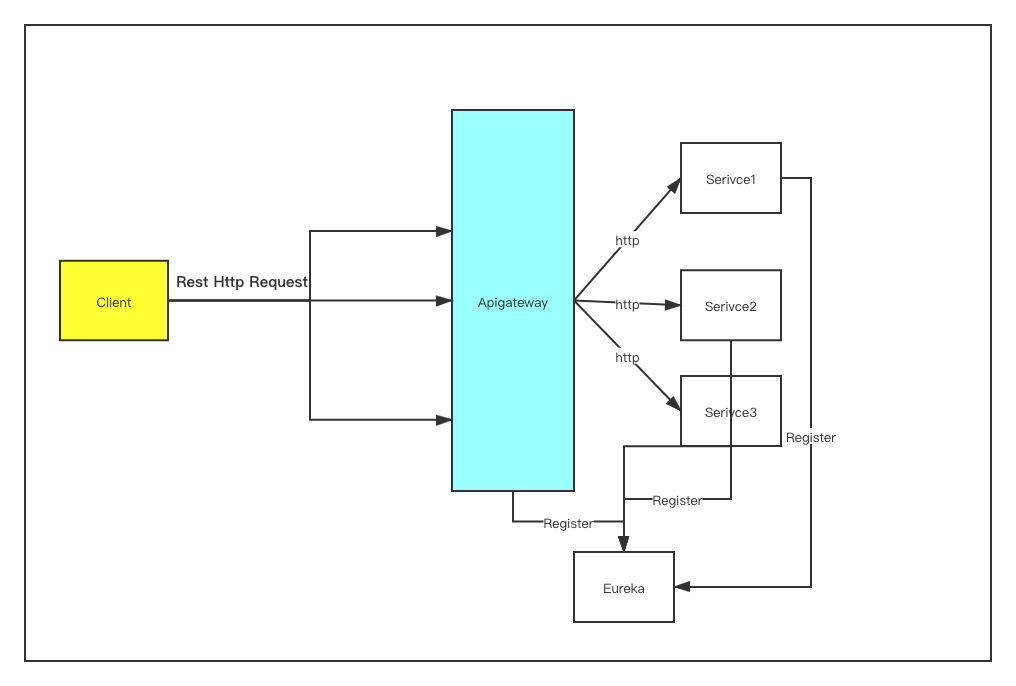 Serivce1
http
Rest Http Request
Client
Apigateway
http
Serivce2
http
Serivce3
Register
Register
Register
Eureka